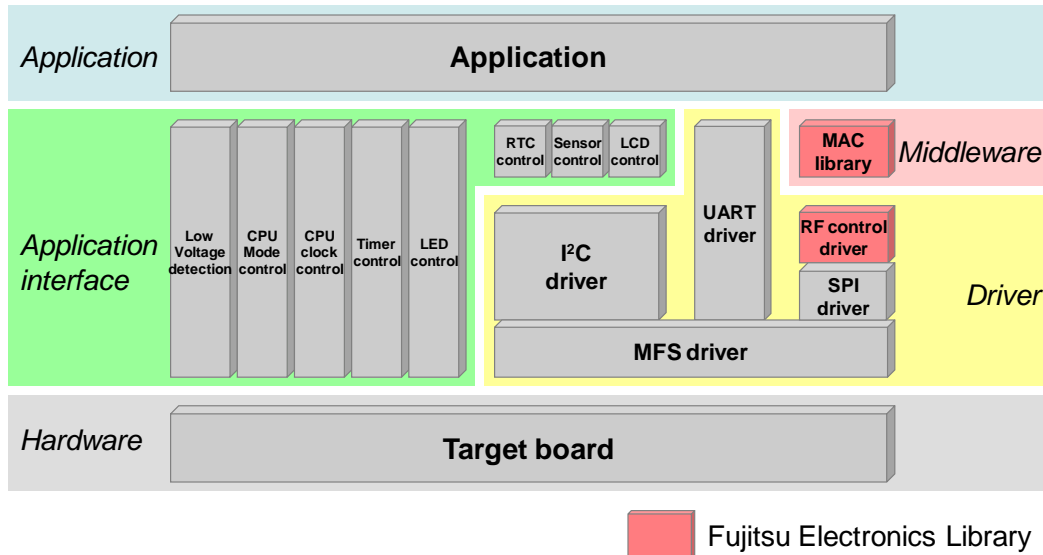 Application
Application
Application
interface
Low
Voltage
detection
CPU
Mode
control
CPU
clock
control
Timer
control
LED
control
RTC
control
Sensor
control
LCD
control
I²C
driver
UART
driver
MAC
library
Middleware
RF control
driver
SPI
driver
Driver
MFS driver
Hardware
Target board
Fujitsu Electronics Library